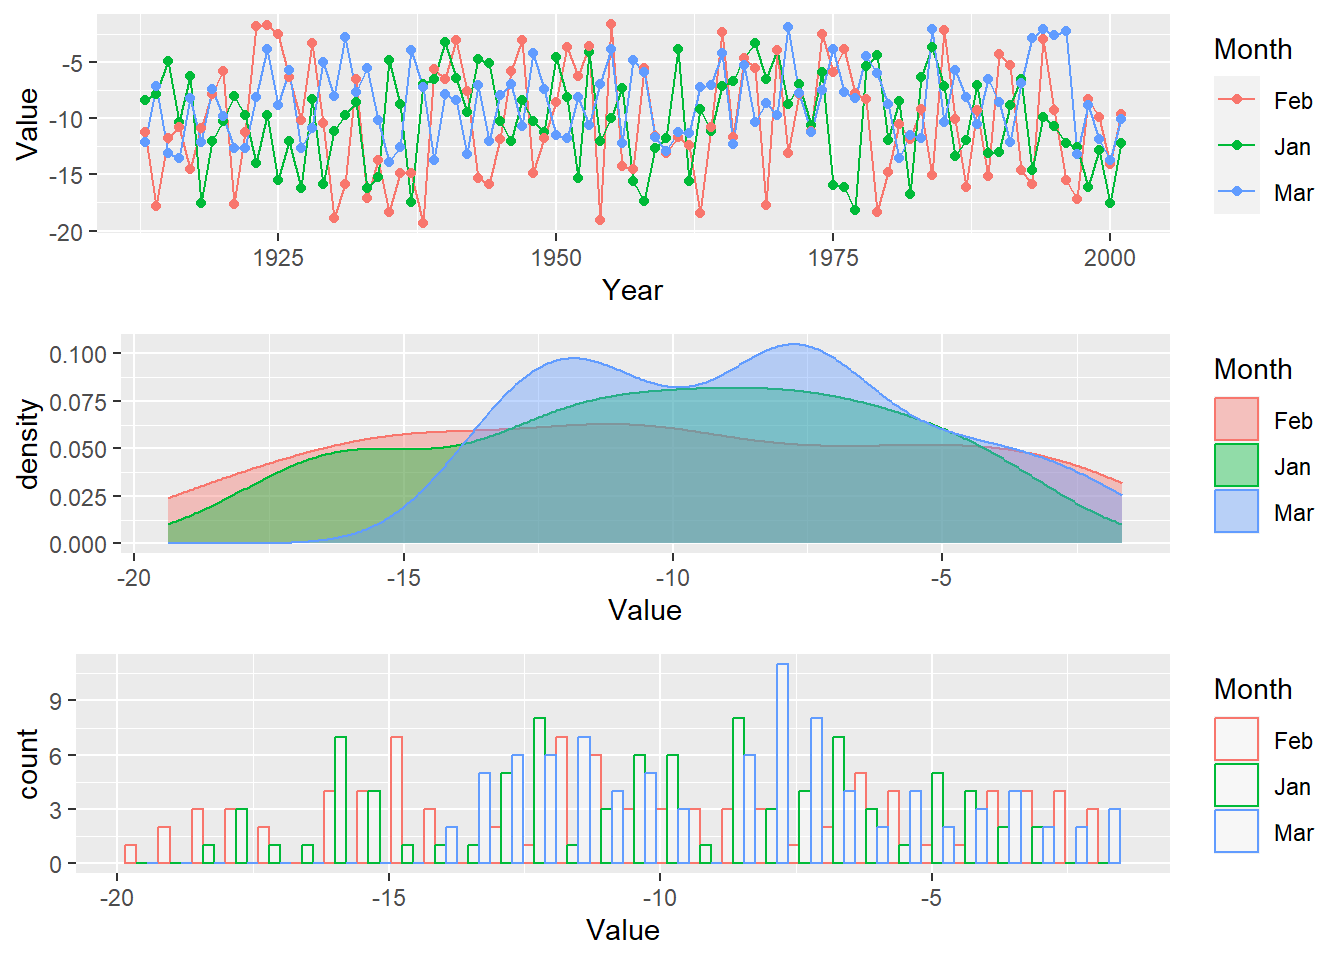 Value
-5
-10
-15
-20
1925 1950 1975 2000
Year
Month
Feb
Jan
Mar
density
0.100
0.075
0.050
0.025
0.000
-20 -15 -10 -5
Value
Month
Feb
Jan
Mar
count
9
6
3
0
-20 -15 -10 -5
Value
Month
Feb
Jan
Mar